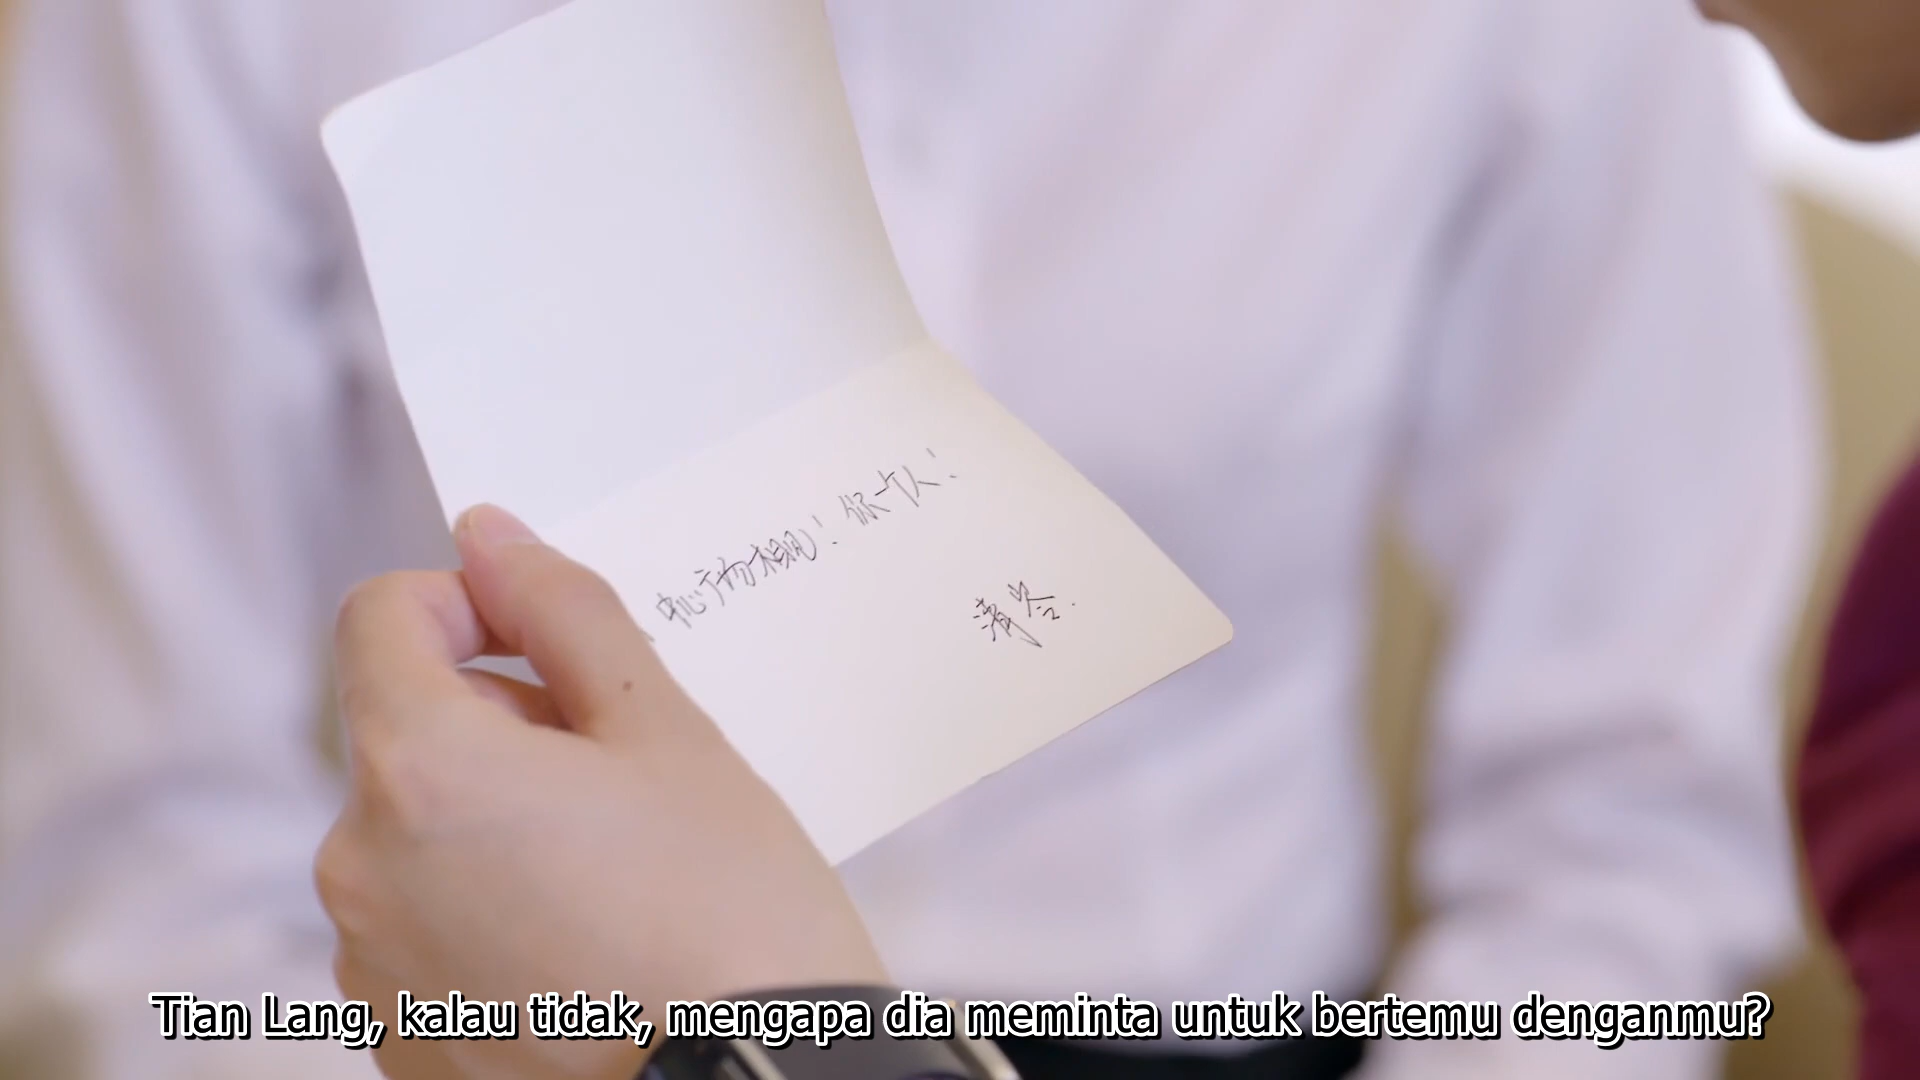 中心广场相见！你一个人！
清岑.
Tian Lang, kalau tidak, mengapa dia meminta untuk bertemu denganmu?